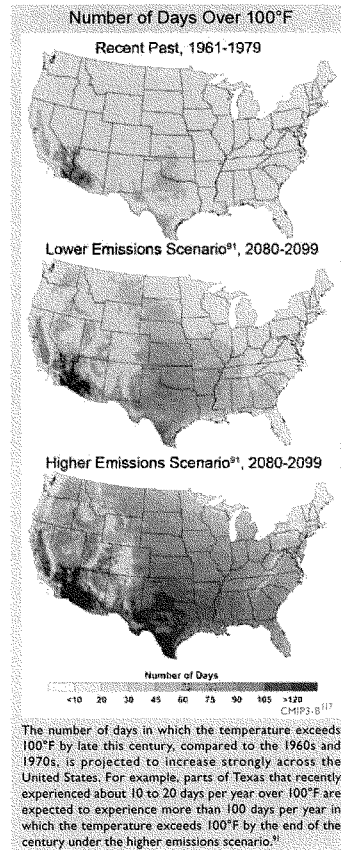 Number of Days Over 100°F
Recent Past, 1961-1979
Lower Emissions Scenario⁹¹, 2080-2099
Higher Emissions Scenario⁹¹, 2080-2099
Number of Days
<10 20 30 45 60 75 90 105 >120
CMIP3-B¹¹⁷
The number of days in which the temperature exceeds
100°F by late this century, compared to the 1960s and
1970s, is projected to increase strongly across the
United States. For example, parts of Texas that recently
experienced about 10 to 20 days per year over 100°F are
expected to experience more than 100 days per year in
which the temperature exceeds 100°F by the end of the
century under the higher emissions scenario.⁹¹